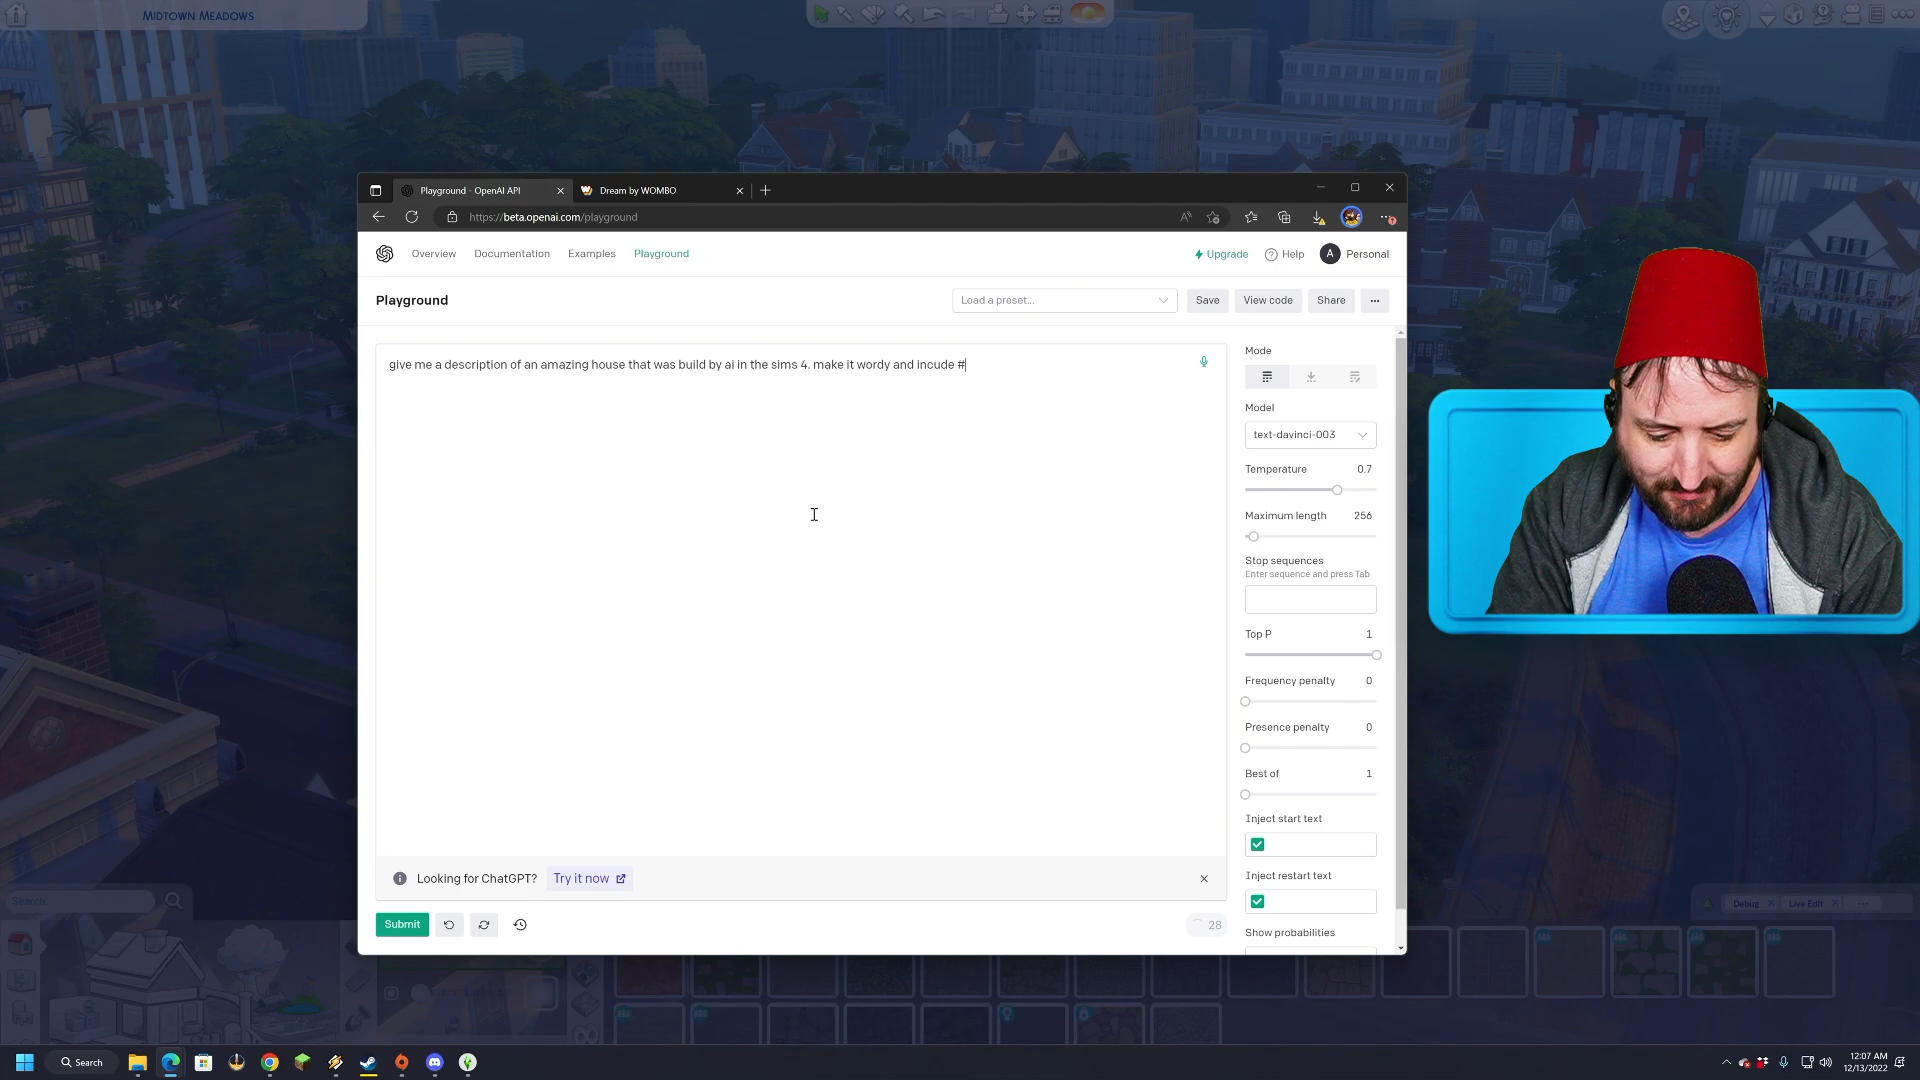 MIDTOWN MEADOWS
Playground - OpenAI API
Dream by WOMBO
https://beta.openai.com/playground
Overview
Documentation
Examples
Playground
Upgrade
Help
A
Personal
Playground
Load a preset...
Save
View code
Share
give me a description of an amazing house that was build by ai in the sims 4. make it wordy and incude #
Looking for ChatGPT?
Try it now
Submit
28
Mode
Model
text-davinci-003
Temperature 0.7
Maximum length 256
Stop sequences
Enter sequence and press Tab
Top P 1
Frequency penalty 0
Presence penalty 0
Best of 1
Inject start text
Inject restart text
Show probabilities
Search
Debug
Live Edit
Search
12:07 AM
12/13/2022